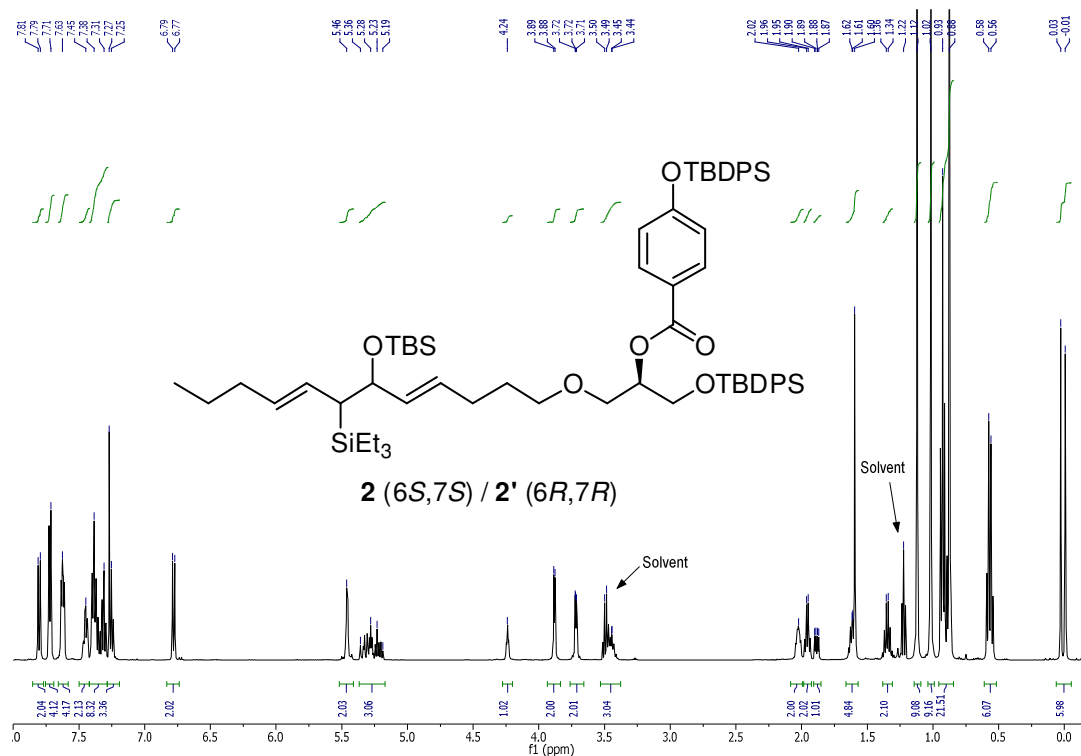 7.81 7.79 7.71 7.63 7.45 7.38 7.31 7.27 7.25 6.79 6.77 5.46 5.36 5.28 5.23 5.19 4.24 3.89 3.88 3.72 3.72 3.71 3.50 3.49 3.45 3.44 2.02 1.96 1.95 1.90 1.89 1.88 1.87 1.62 1.61 1.60 1.36 1.34 1.22 1.12 1.02 0.93 0.88 0.58 0.56 0.03 -0.01
OTBDPS
O
O
OTBS
O
OTBDPS
SiEt3
2 (6S,7S) / 2' (6R,7R)
Solvent
Solvent
2.04 4.12 4.17 2.13 8.32 3.36 2.02 2.03 3.06 1.02 2.00 2.01 3.04 2.00 2.02 1.01 4.84 2.10 9.08 9.16 21.51 6.07 5.98
.0 7.5 7.0 6.5 6.0 5.5 5.0 4.5 4.0 3.5 3.0 2.5 2.0 1.5 1.0 0.5 0.0
f1 (ppm)